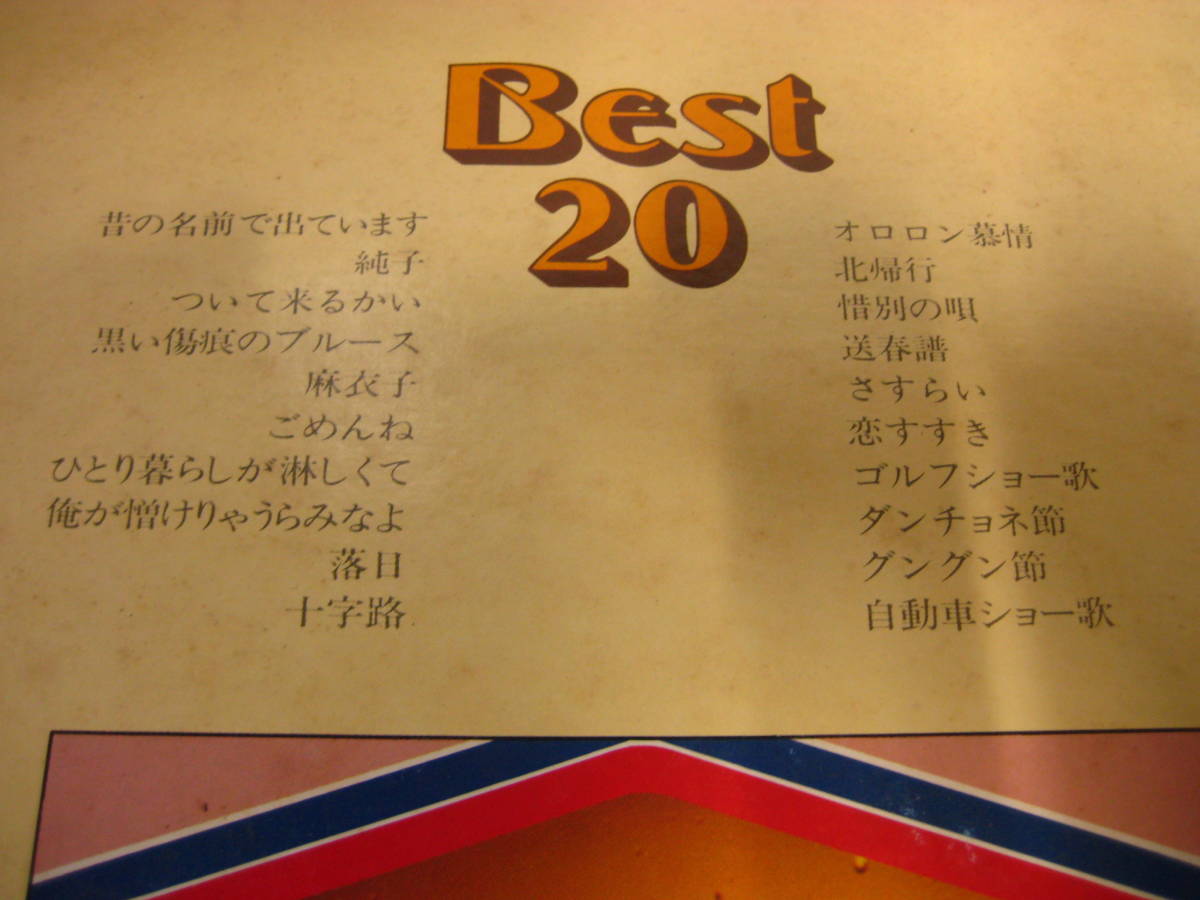 Best
20
昔の名前で出ています
純子
ついて来るかい
黒い傷痕のブルース
麻衣子
ごめんね
ひとり暮らしが淋しくて
俺が憎けりゃうらみなよ
落日
十字路
オロロン慕情
北帰行
惜別の唄
送春譜
さすらい
恋すすき
ゴルフショー歌
ダンチョネ節
グングン節
自動車ショー歌